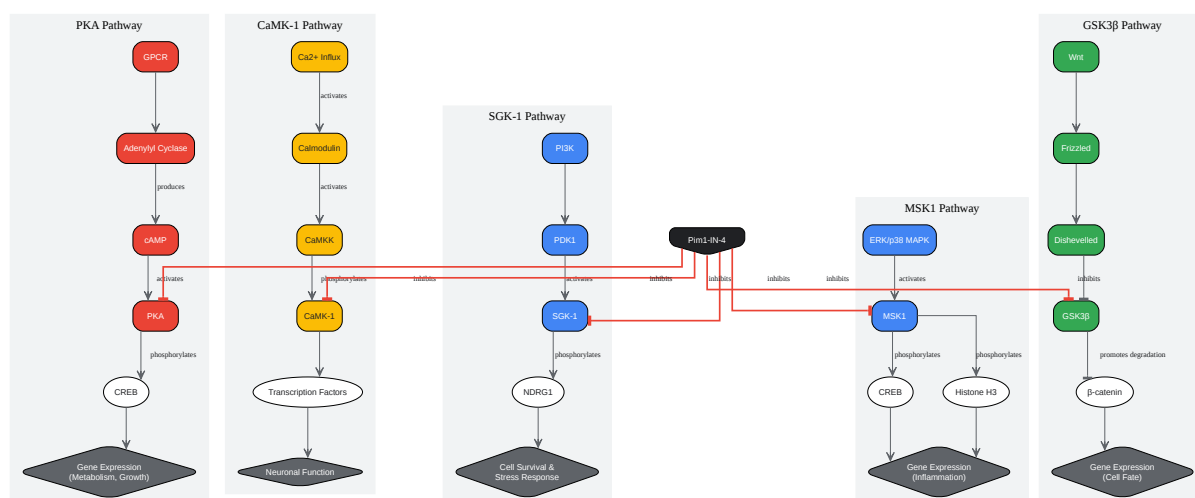 PKA Pathway
GPCR
Adenylyl Cyclase
produces
cAMP
activates
PKA
phosphorylates
CREB
Gene Expression
(Metabolism, Growth)
CaMK-1 Pathway
Ca2+ Influx
activates
Calmodulin
activates
CaMKK
phosphorylates
CaMK-1
Transcription Factors
Neuronal Function
SGK-1 Pathway
PI3K
PDK1
activates
SGK-1
phosphorylates
NDRG1
Cell Survival &
Stress Response
Pim1-IN-4
inhibits
inhibits
inhibits
inhibits
inhibits
MSK1 Pathway
ERK/p38 MAPK
activates
MSK1
phosphorylates
phosphorylates
CREB
Histone H3
Gene Expression
(Inflammation)
GSK3β Pathway
Wnt
Frizzled
Dishevelled
inhibits
GSK3β
promotes degradation
β-catenin
Gene Expression
(Cell Fate)